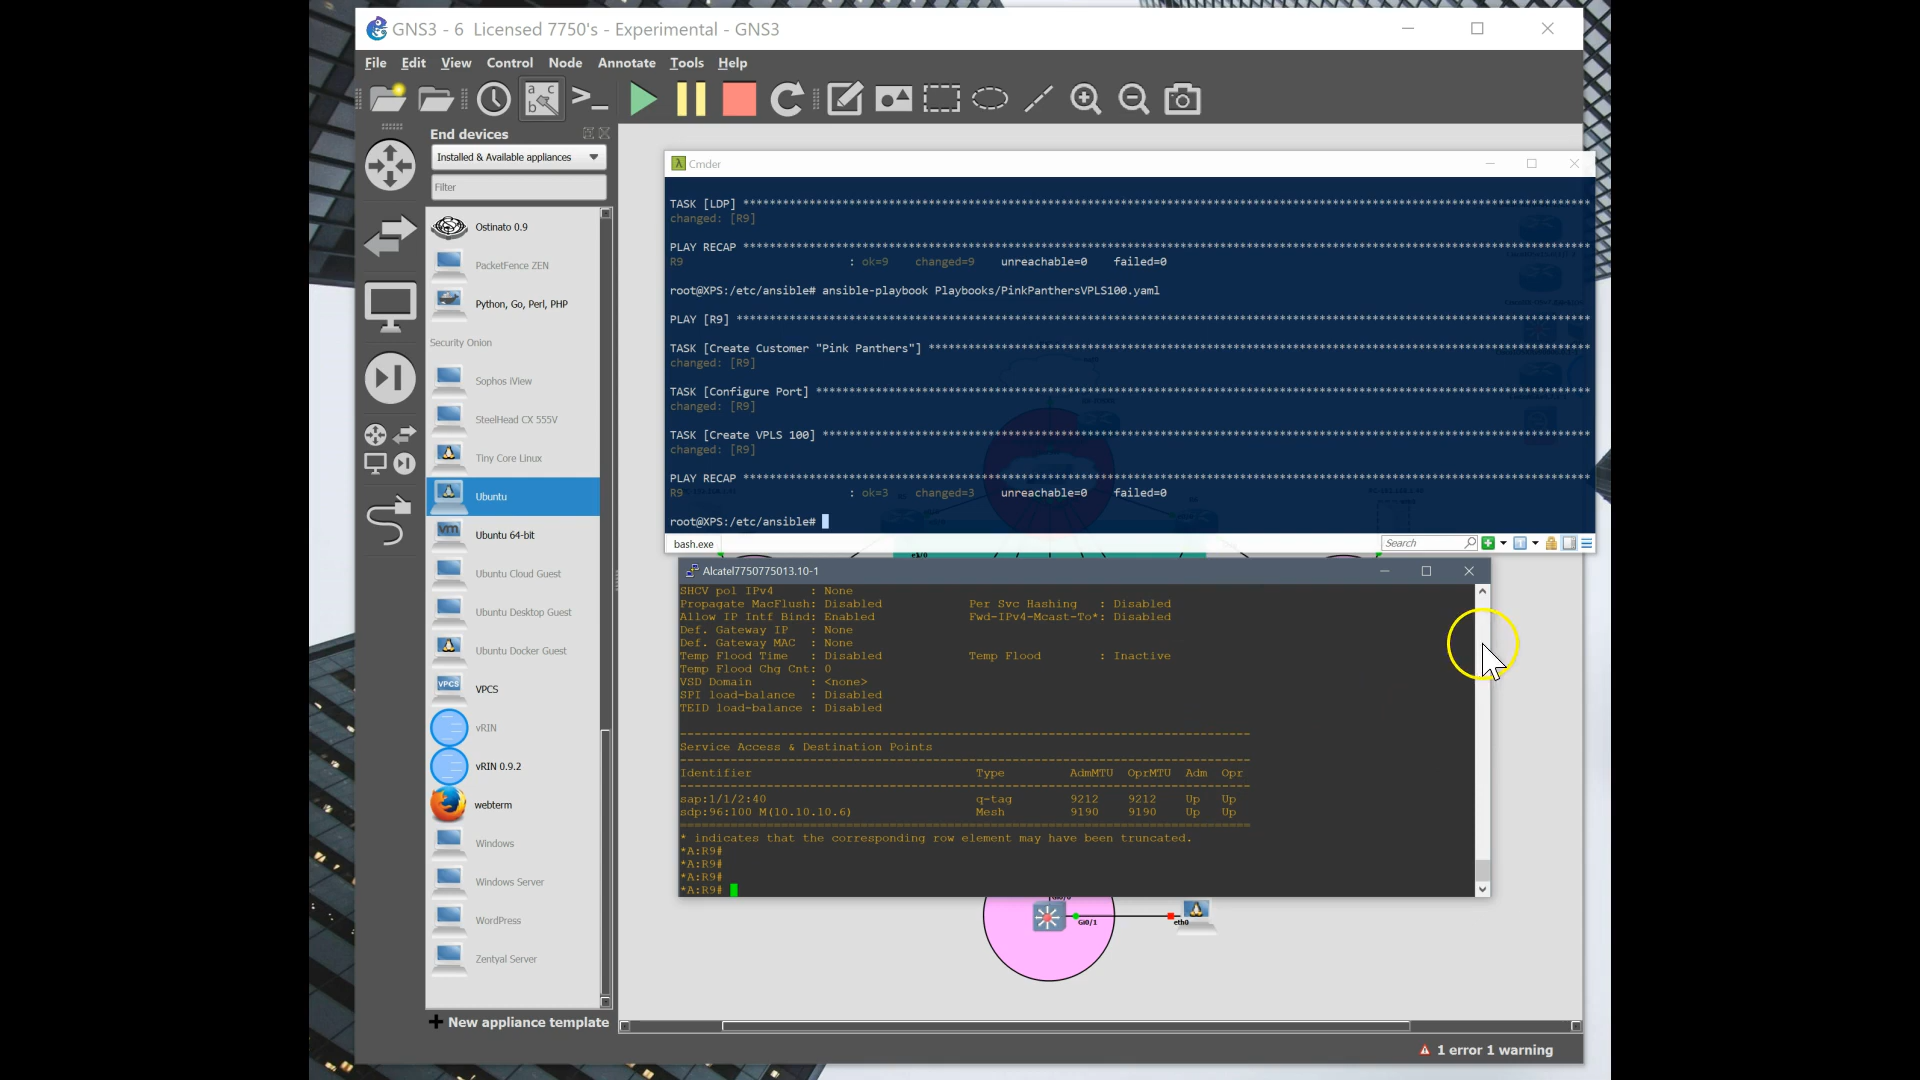 GNS3 - 6 Licensed 7750's - Experimental - GNS3
File Edit View Control Node Annotate Tools Help
End devices
Installed & Available appliances
Filter
Ostinato 0.9
PacketFence ZEN
Python, Go, Perl, PHP
Security Onion
Sophos iView
SteelHead CX 555V
Tiny Core Linux
Ubuntu
Ubuntu 64-bit
Ubuntu Cloud Guest
Ubuntu Desktop Guest
Ubuntu Docker Guest
VPCS
vRIN
vRIN 0.9.2
webterm
Windows
Windows Server
WordPress
Zentyal Server
New appliance template
Cmder
TASK [LDP] ********************************************************************************************************************************
changed: [R9]
PLAY RECAP ********************************************************************************************************************************
R9 : ok=9 changed=9 unreachable=0 failed=0
root@XPS:/etc/ansible# ansible-playbook Playbooks/PinkPanthersVPLS100.yaml
PLAY [R9] *********************************************************************************************************************************
TASK [Create Customer "Pink Panthers"] ****************************************************************************************************
changed: [R9]
TASK [Configure Port] *********************************************************************************************************************
changed: [R9]
TASK [Create VPLS 100] ********************************************************************************************************************
changed: [R9]
PLAY RECAP ********************************************************************************************************************************
R9 : ok=3 changed=3 unreachable=0 failed=0
root@XPS:/etc/ansible#
bash.exe
Search
Alcatel7750775013.10-1
SHCV pol IPv4 : None
Propagate MacFlush: Disabled Per Svc Hashing : Disabled
Allow IP Intf Bind: Enabled Fwd-IPv4-Mcast-To*: Disabled
Def. Gateway IP : None
Def. Gateway MAC : None
Temp Flood Time : Disabled Temp Flood : Inactive
Temp Flood Chg Cnt: 0
VSD Domain : <none>
SPI load-balance : Disabled
TEID load-balance : Disabled
-------------------------------------------------------------------------------
Service Access & Destination Points
-------------------------------------------------------------------------------
Identifier Type AdmMTU OprMTU Adm Opr
-------------------------------------------------------------------------------
sap:1/1/2:40 q-tag 9212 9212 Up Up
sdp:96:100 M(10.10.10.6) Mesh 9190 9190 Up Up
===============================================================================
* indicates that the corresponding row element may have been truncated.
*A:R9#
*A:R9#
*A:R9#
*A:R9#
Gi0/1
eth0
1 error 1 warning